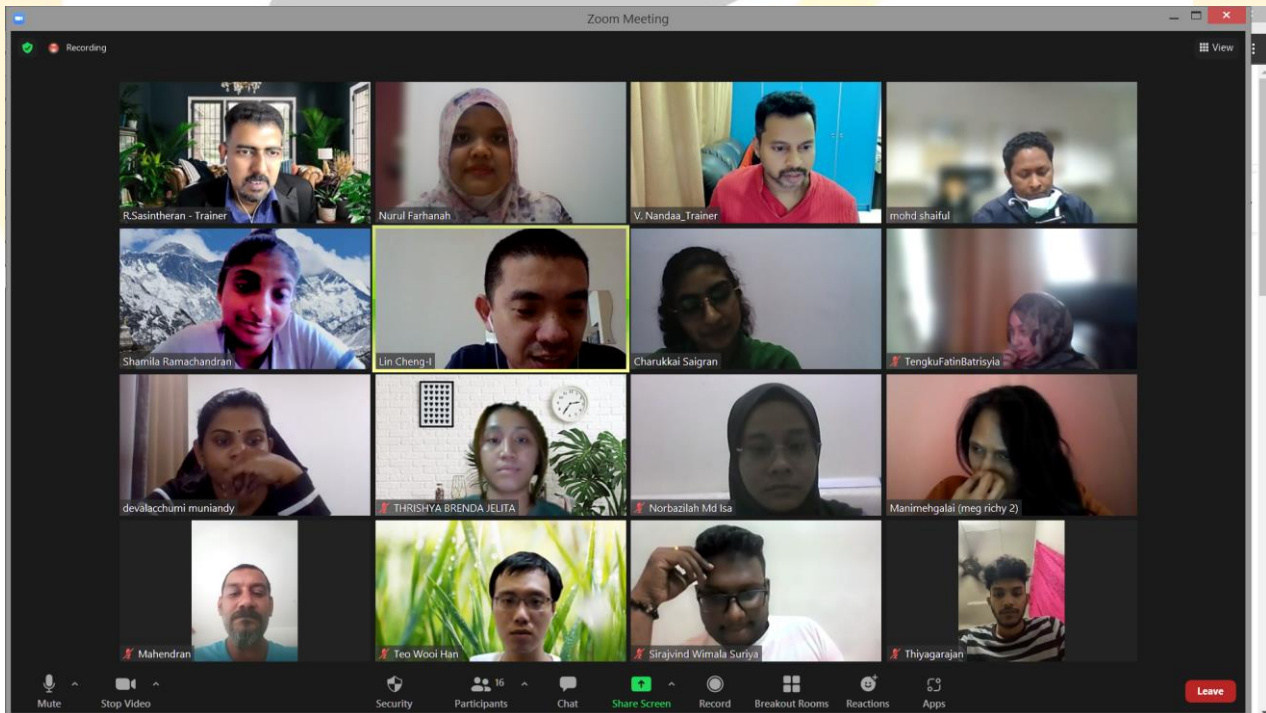 Zoom Meeting
Recording
View
R.Sasintheran - Trainer
Nurul Farhanah
V. Nandaa_Trainer
mohd shaiful
Shamila Ramachandran
Lin Cheng-I
Charukkai Saigran
TengkuFatinBatrisyia
devalacchumi muniandy
THRISHYA BRENDA JELITA
Norbazilah Md Isa
Manimehgalai (meg richy 2)
Mahendran
Teo Wooi Han
Sirajvind Wimala Suriya
Thiyagarajan
Mute
Stop Video
Security
Participants
16
Chat
Share Screen
Record
Breakout Rooms
Reactions
Apps
Leave